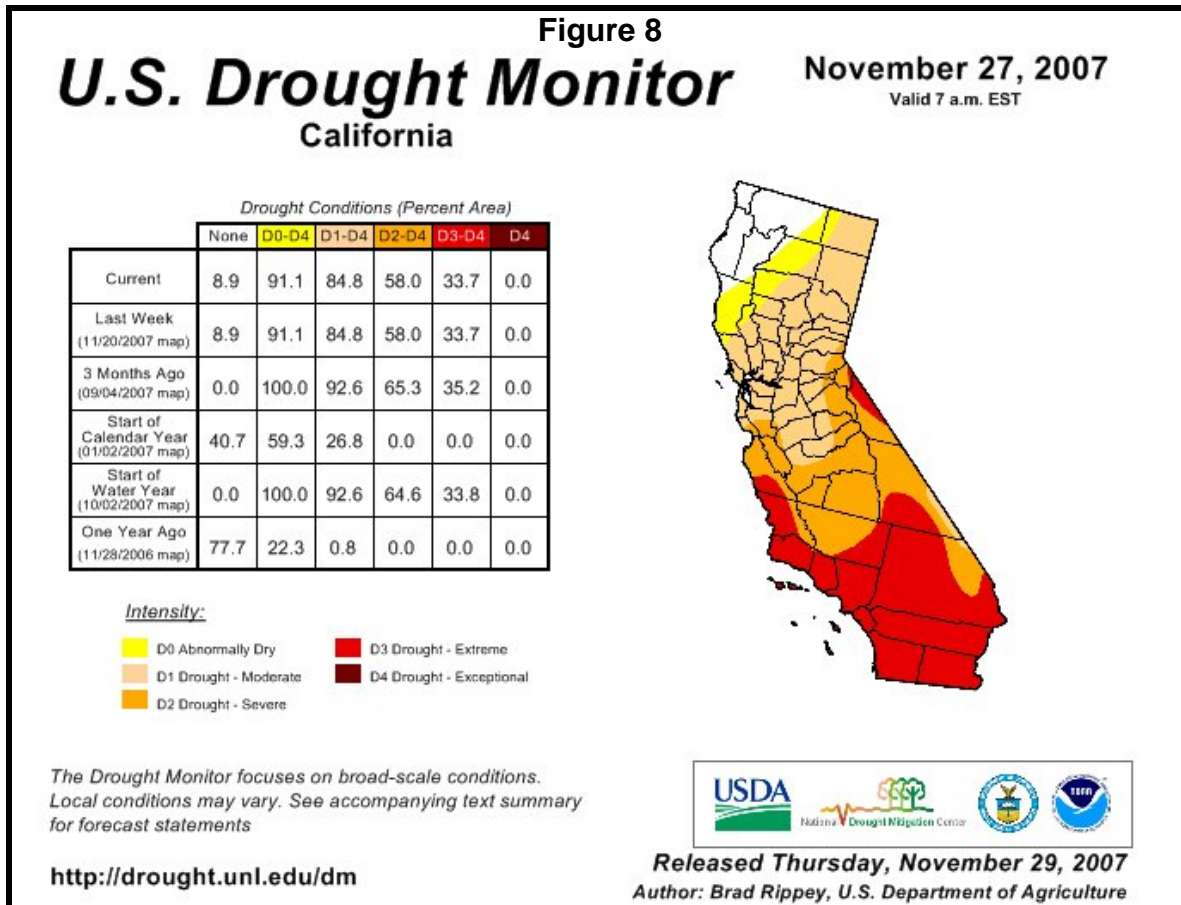 Figure 8
U.S. Drought Monitor
California
November 27, 2007
Valid 7 a.m. EST
Drought Conditions (Percent Area)
None D0-D4 D1-D4 D2-D4 D3-D4 D4
Current 8.9 91.1 84.8 58.0 33.7 0.0
Last Week
(11/20/2007 map) 8.9 91.1 84.8 58.0 33.7 0.0
3 Months Ago
(09/04/2007 map) 0.0 100.0 92.6 65.3 35.2 0.0
Start of
Calendar Year
(01/02/2007 map) 40.7 59.3 26.8 0.0 0.0 0.0
Start of
Water Year
(10/02/2007 map) 0.0 100.0 92.6 64.6 33.8 0.0
One Year Ago
(11/28/2006 map) 77.7 22.3 0.8 0.0 0.0 0.0
Intensity:
D0 Abnormally Dry
D1 Drought - Moderate
D2 Drought - Severe
D3 Drought - Extreme
D4 Drought - Exceptional
The Drought Monitor focuses on broad-scale conditions.
Local conditions may vary. See accompanying text summary
for forecast statements
http://drought.unl.edu/dm
USDA
National Drought Mitigation Center
NOAA
Released Thursday, November 29, 2007
Author: Brad Rippey, U.S. Department of Agriculture